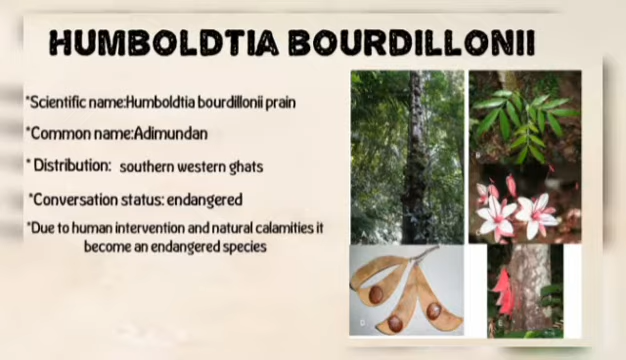 HUMBOLDTIA BOURDILLONII
*Scientific name:Humboldtia bourdillonii prain
*Common name:Adimundan
* Distribution: southern western ghats
*Conversation status: endangered
*Due to human intervention and natural calamities it
become an endangered species